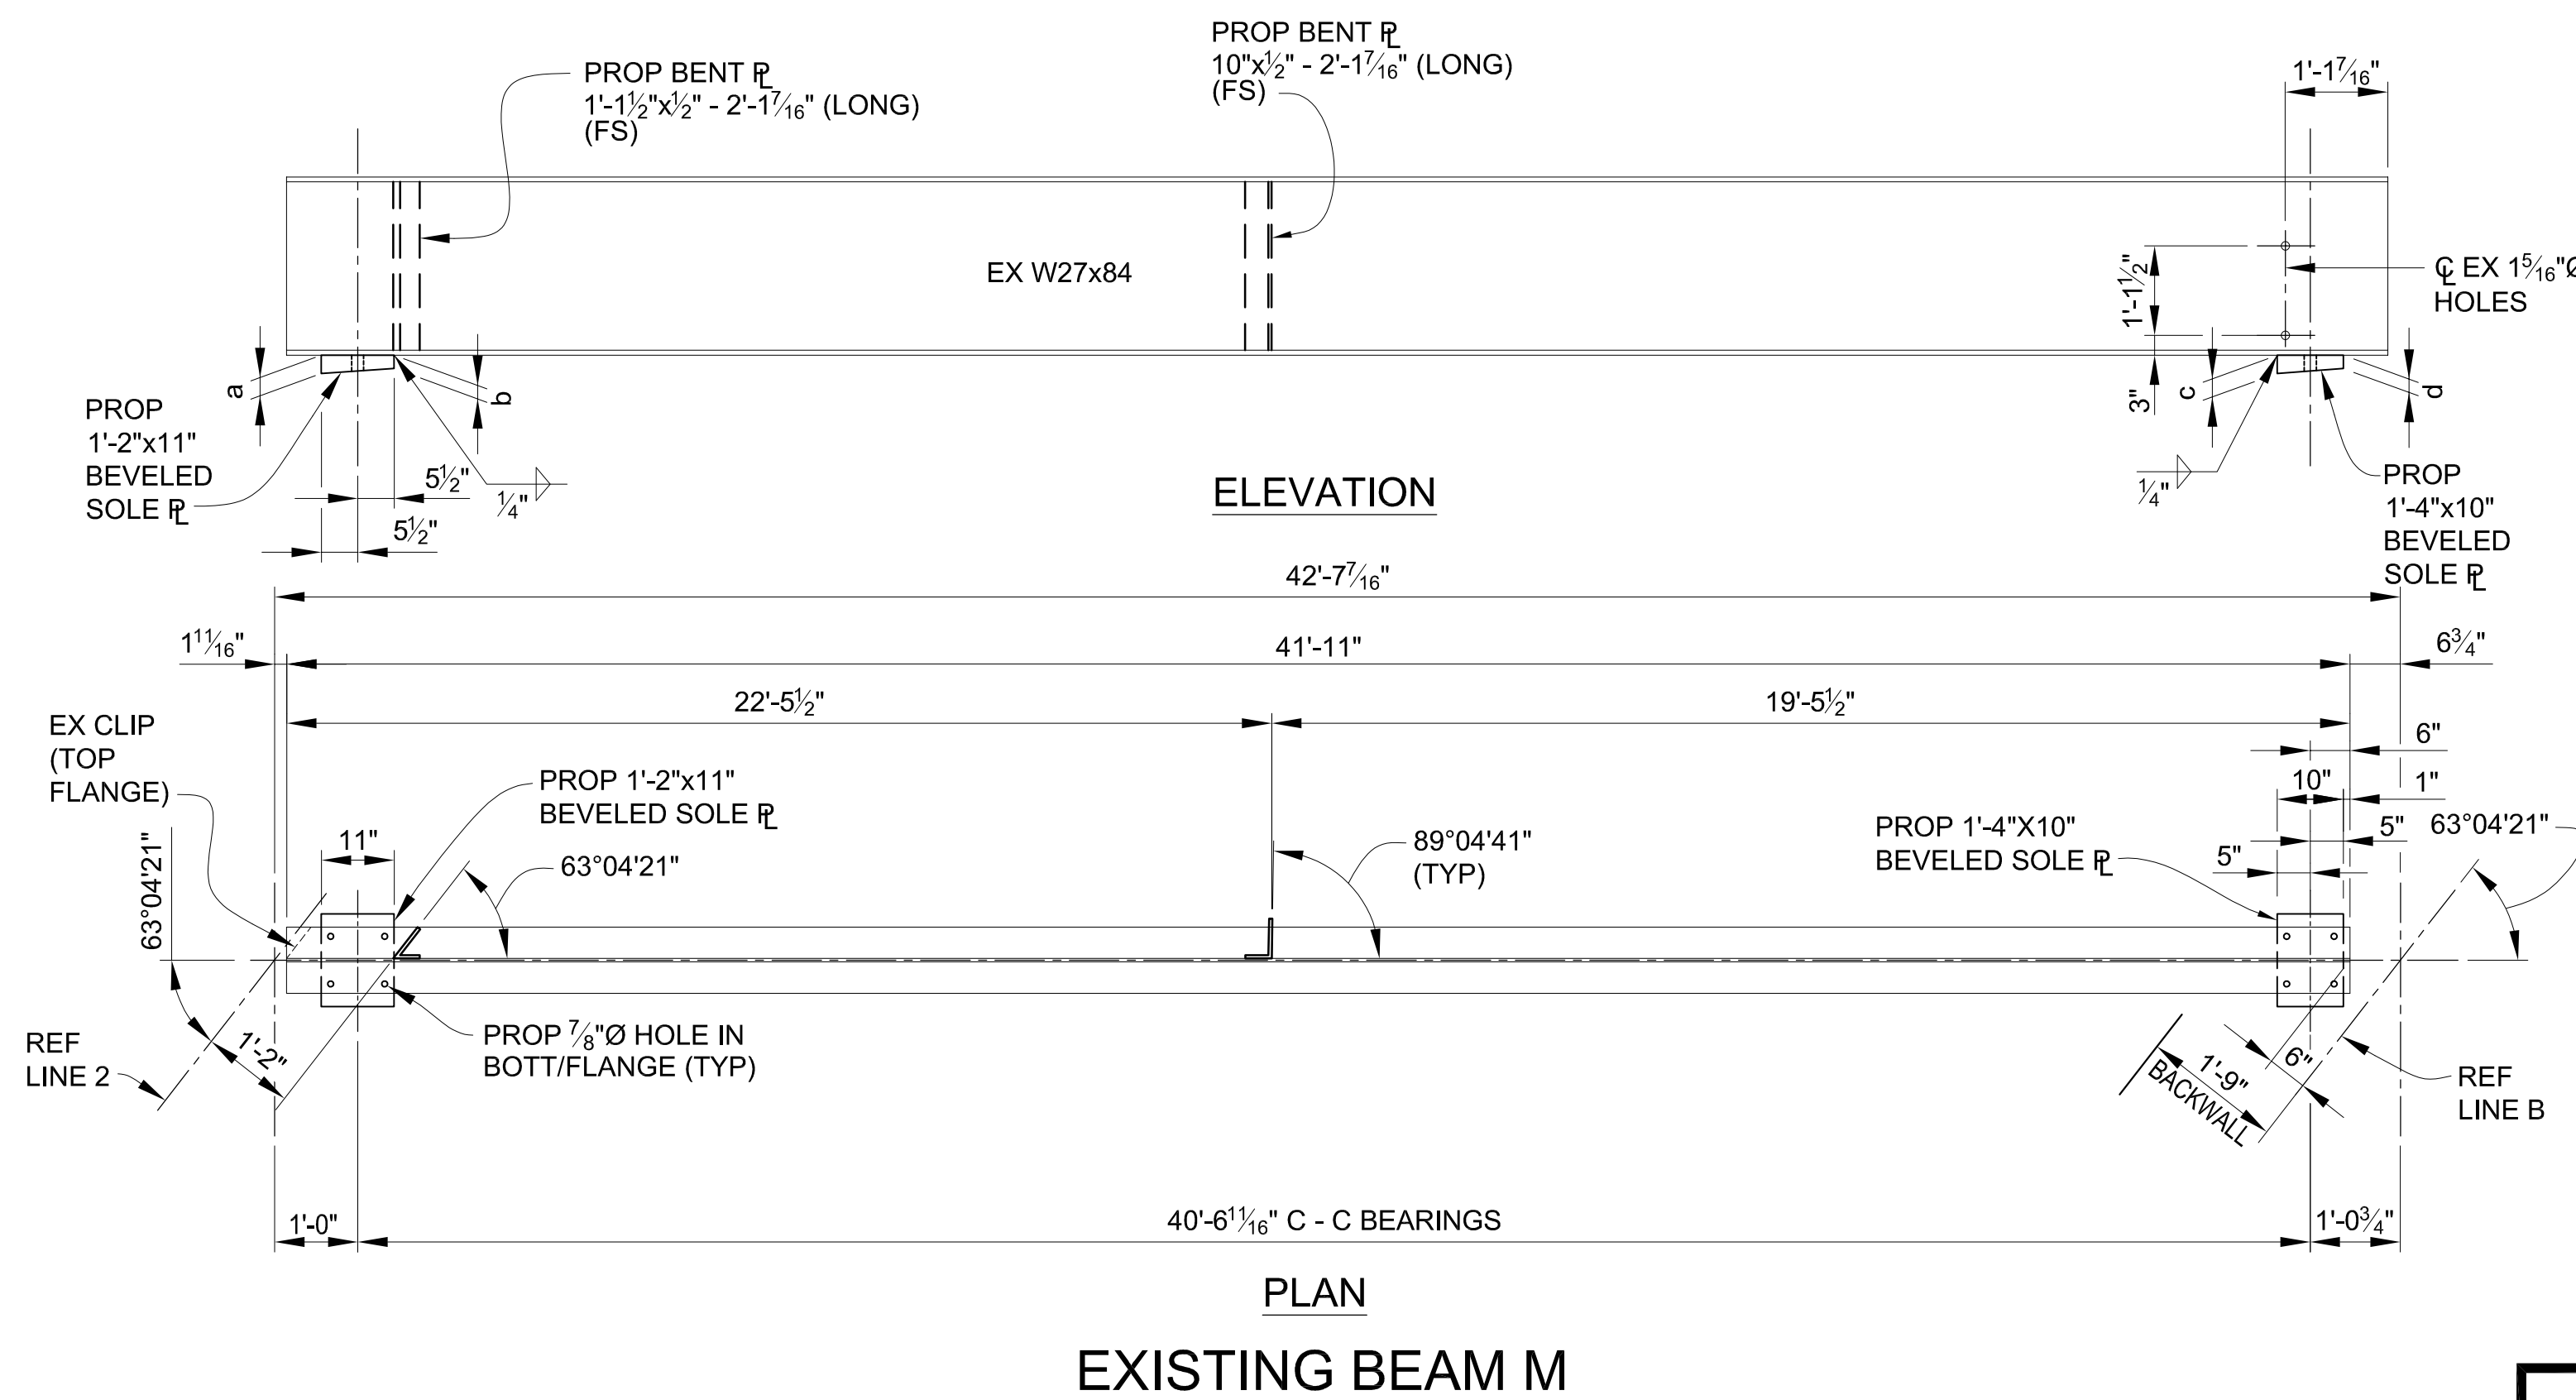 PROP BENT ℙL
1'-1½"x½" - 2'-1⁷⁄₁₆" (LONG)
(FS)
PROP BENT ℙL
10"x½" - 2'-1⁷⁄₁₆" (LONG)
(FS)
1'-1⁷⁄₁₆"
EX W27x84
1'-1½"
3"
℄ EX 1⁵⁄₁₆"Ø
HOLES
a
b
c
d
PROP
1'-2"x11"
BEVELED
SOLE ℙL
5½"
5½"
¼"
¼"
PROP
1'-4"x10"
BEVELED
SOLE ℙL
ELEVATION
42'-7⁷⁄₁₆"
1¹¹⁄₁₆"
41'-11"
6¾"
22'-5½"
19'-5½"
EX CLIP
(TOP
FLANGE)
PROP 1'-2"x11"
BEVELED SOLE ℙL
6"
10"
1"
5"
5"
63°04'21"
11"
63°04'21"
63°04'21"
89°04'41"
(TYP)
PROP 1'-4"X10"
BEVELED SOLE ℙL
REF
LINE 2
1'-2"
PROP ⅞"Ø HOLE IN
BOTT/FLANGE (TYP)
6"
1'-9"
BACKWALL
REF
LINE B
1'-0"
40'-6¹¹⁄₁₆" C - C BEARINGS
1'-0¾"
PLAN
EXISTING BEAM M